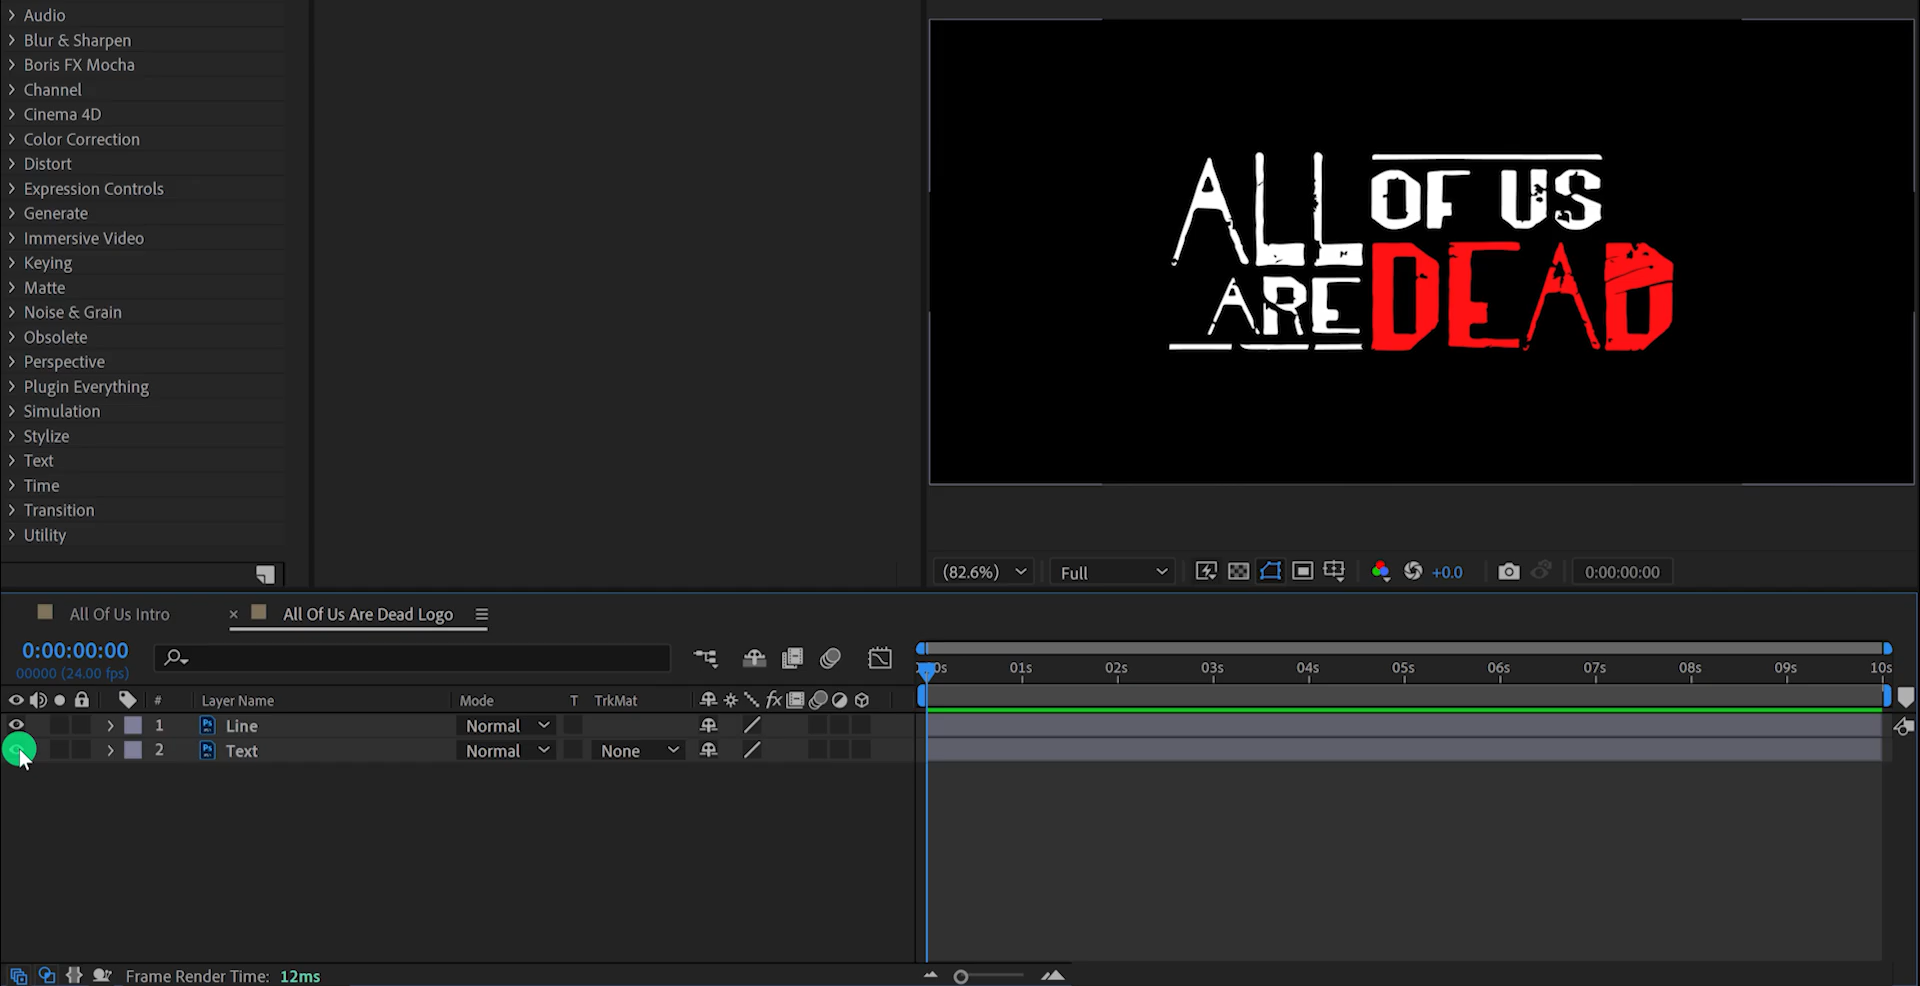 Audio
Blur & Sharpen
Boris FX Mocha
Channel
Cinema 4D
Color Correction
Distort
Expression Controls
Generate
Immersive Video
Keying
Matte
Noise & Grain
Obsolete
Perspective
Plugin Everything
Simulation
Stylize
Text
Time
Transition
Utility
ALL OF US
ARE DEAD
(82.6%) Full +0.0 0:00:00:00
All Of Us Intro × All Of Us Are Dead Logo
0:00:00:00
00000 (24.00 fps)
0s 01s 02s 03s 04s 05s 06s 07s 08s 09s 10s
# Layer Name Mode T TrkMat fx
1 Ps Line Normal
2 Ps Text Normal None
Frame Render Time: 12ms